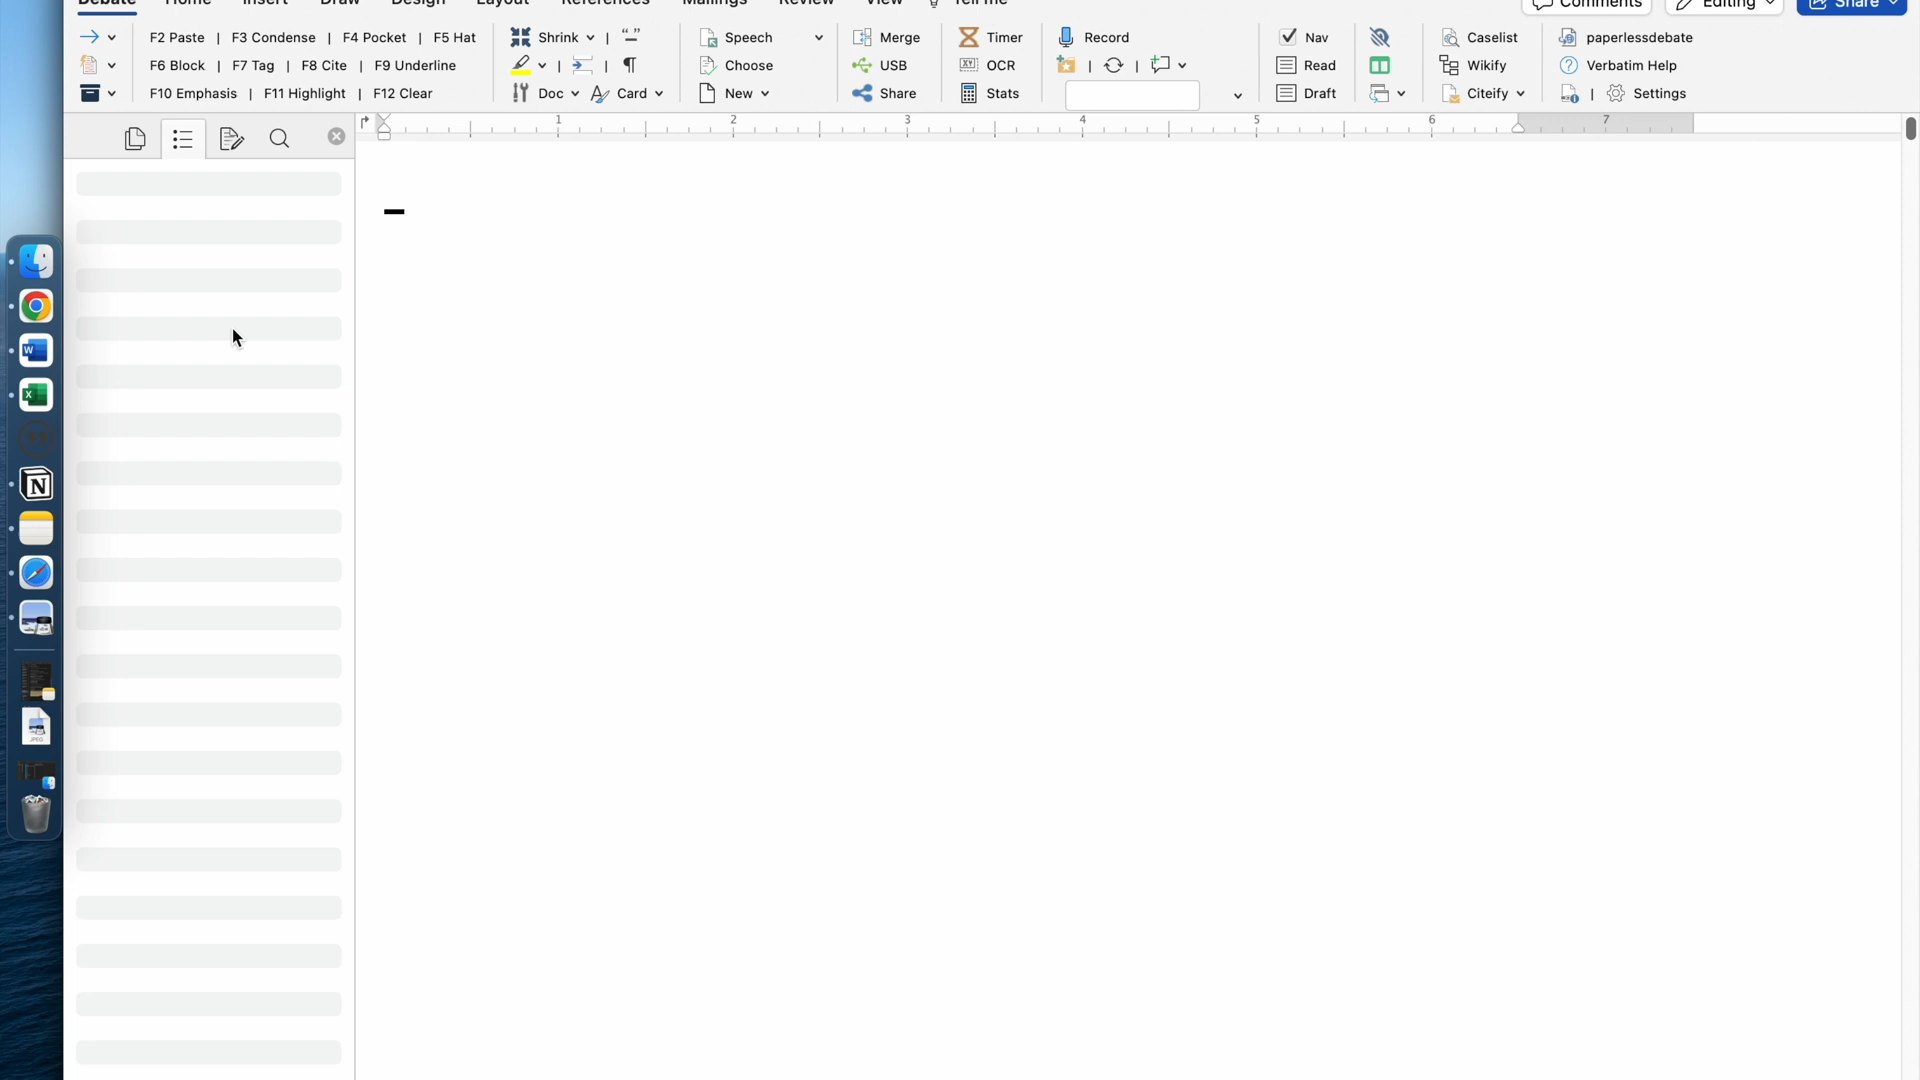 Debate Home Insert Draw Design Layout References Mailings Review View Tell me Comments Editing Share
F2 Paste | F3 Condense | F4 Pocket | F5 Hat Shrink | “_” Speech Merge Timer Record Nav Caselist paperlessdebate
F6 Block | F7 Tag | F8 Cite | F9 Underline | | ¶ Choose USB OCR | | Read Wikify Verbatim Help
F10 Emphasis | F11 Highlight | F12 Clear Doc Card New Share Stats Draft Citeify | Settings
1 2 3 4 5 6 7
W
N
JPEG